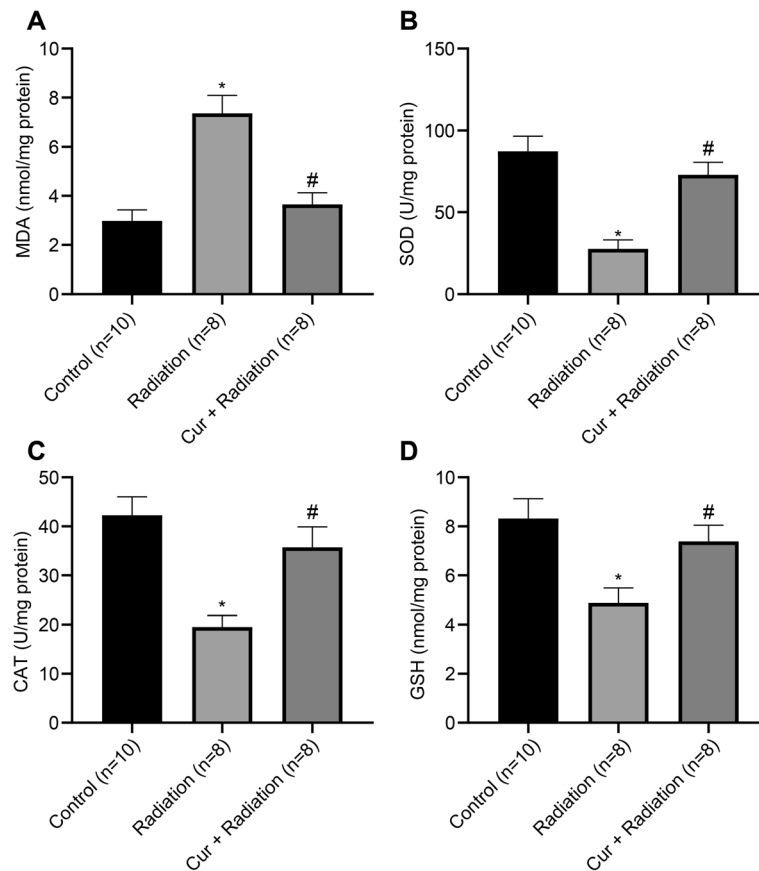 A
MDA (nmol/mg protein)
10
8
6
4
2
0
*
#
Control (n=10)
Radiation (n=8)
Cur + Radiation (n=8)
B
SOD (U/mg protein)
150
100
50
0
*
#
Control (n=10)
Radiation (n=8)
Cur + Radiation (n=8)
C
CAT (U/mg protein)
50
40
30
20
10
0
*
#
Control (n=10)
Radiation (n=8)
Cur + Radiation (n=8)
D
GSH (nmol/mg protein)
10
8
6
4
2
0
*
#
Control (n=10)
Radiation (n=8)
Cur + Radiation (n=8)